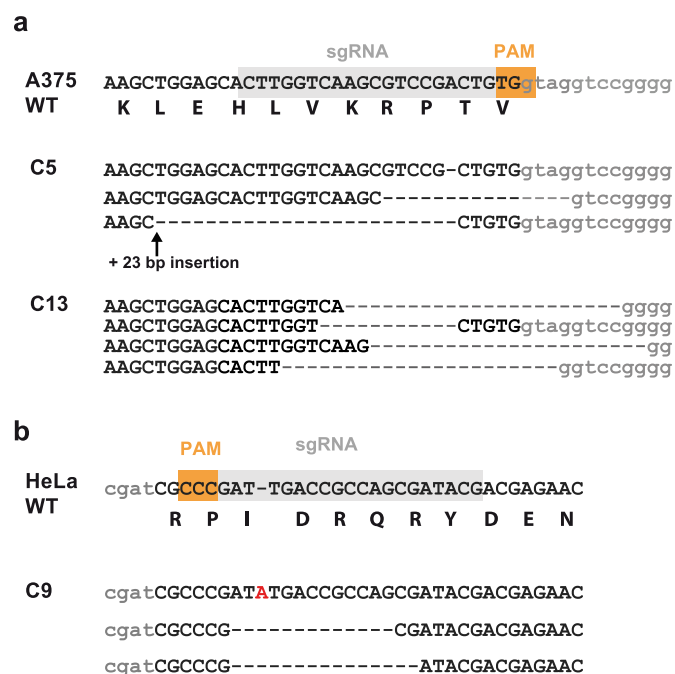 a
sgRNA PAM
A375 WT AAGCTGGAGCACTTGGTCAAGCGTCCGACTGTGgtaggtccgggg
K L E H L V K R P T V
C5 AAGCTGGAGCACTTGGTCAAGCGTCCG-CTGTGgtaggtccgggg
AAGCTGGAGCACTTGGTCAAGC---------------gtccgggg
AAGC------------------------CTGTG
+ 23 bp insertion
C13 AAGCTGGAGCACTTGGTCA----------------------gggg
AAGCTGGAGCACTTGGT-----------CTGTGgtaggtccgggg
AAGCTGGAGCACTTGGTCAAG----------------------gg
AAGCTGGAGCACTT----------------------ggtccgggg
b
PAM sgRNA
HeLa WT cgatCGCCCGAT-TGACCGCCAGCGATACGACGAGAAC
R P I D R Q R Y D E N
C9 cgatCGCCCGATATGACCGCCAGCGATACGACGAGAAC
cgatCGCCCG-------------CGATACGACGAGAAC
cgatCGCCCG---------------ATACGACGAGAAC